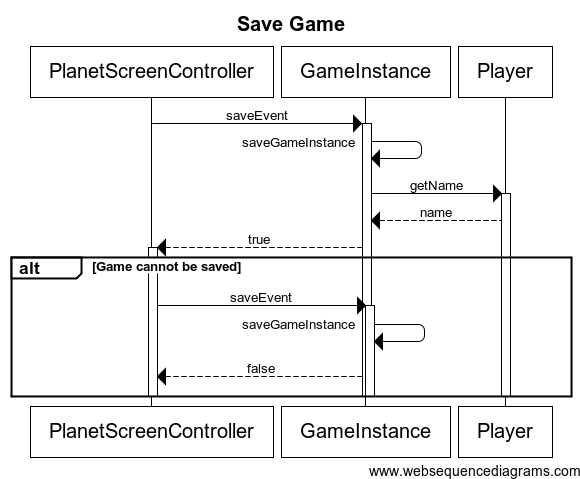 Save Game
PlanetScreenController GameInstance Player
saveEvent
saveGameInstance
getName
name
true
alt [Game cannot be saved]
saveEvent
saveGameInstance
false
PlanetScreenController GameInstance Player
www.websequencediagrams.com